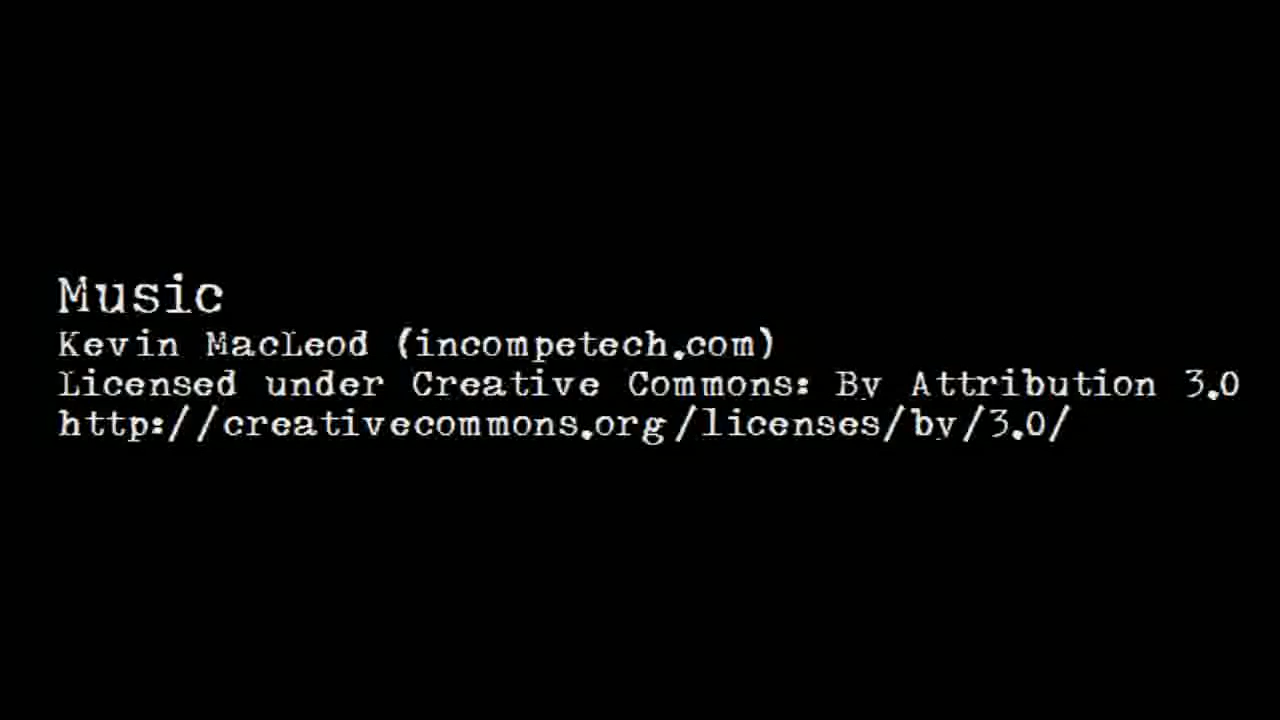 Music
Kevin MacLeod (incompetech.com)
Licensed under Creative Commons: By Attribution 3.0
http://creativecommons.org/licenses/by/3.0/